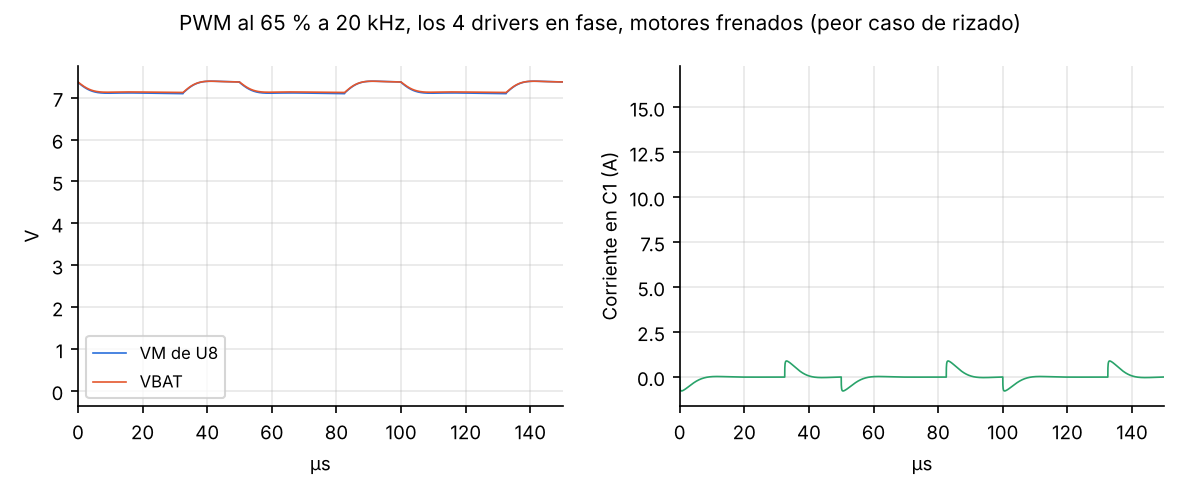 PWM al 65 % a 20 kHz, los 4 drivers en fase, motores frenados (peor caso de rizado)
V
7
6
5
4
3
2
1
0
VM de U8
VBAT
0 20 40 60 80 100 120 140
µs
Corriente en C1 (A)
15.0
12.5
10.0
7.5
5.0
2.5
0.0
0 20 40 60 80 100 120 140
µs